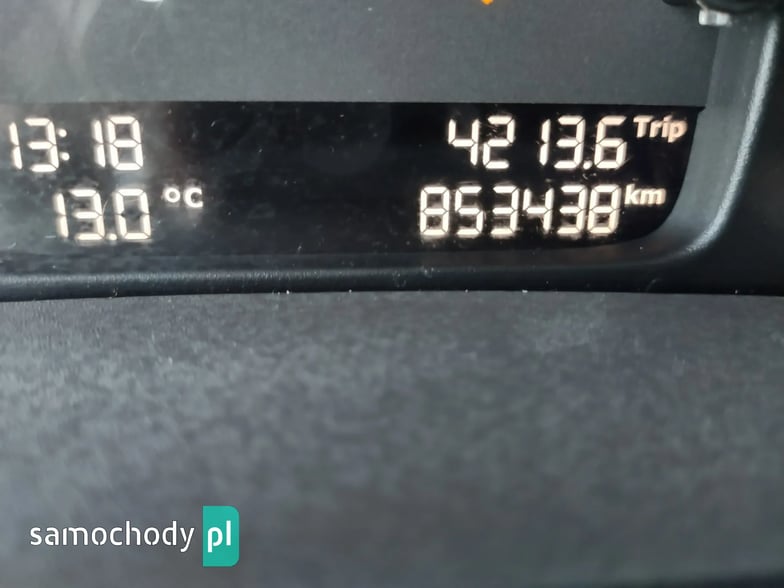 13:18 4213.6 Trip
13.0 °C 853438 km
samochody pl